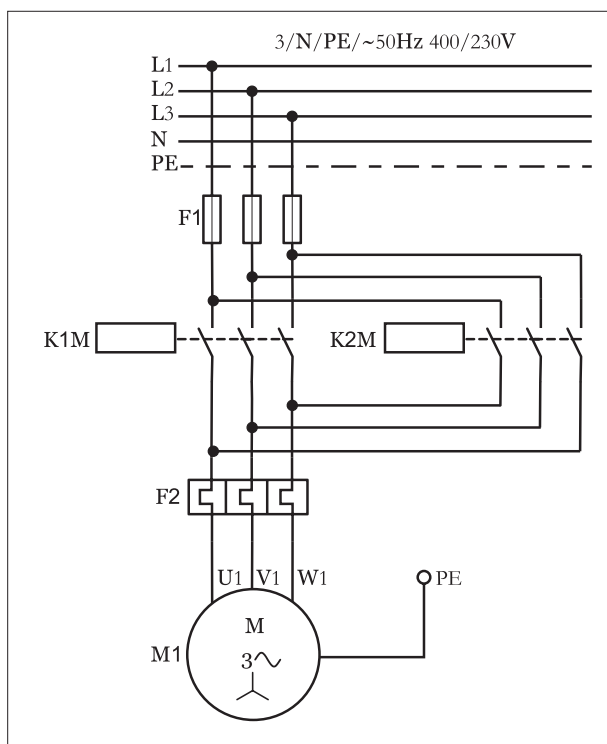 3/N/PE/~50Hz 400/230V
L1
L2
L3
N
PE
F1
K1M
K2M
F2
U1 V1 W1
PE
M1
M
3